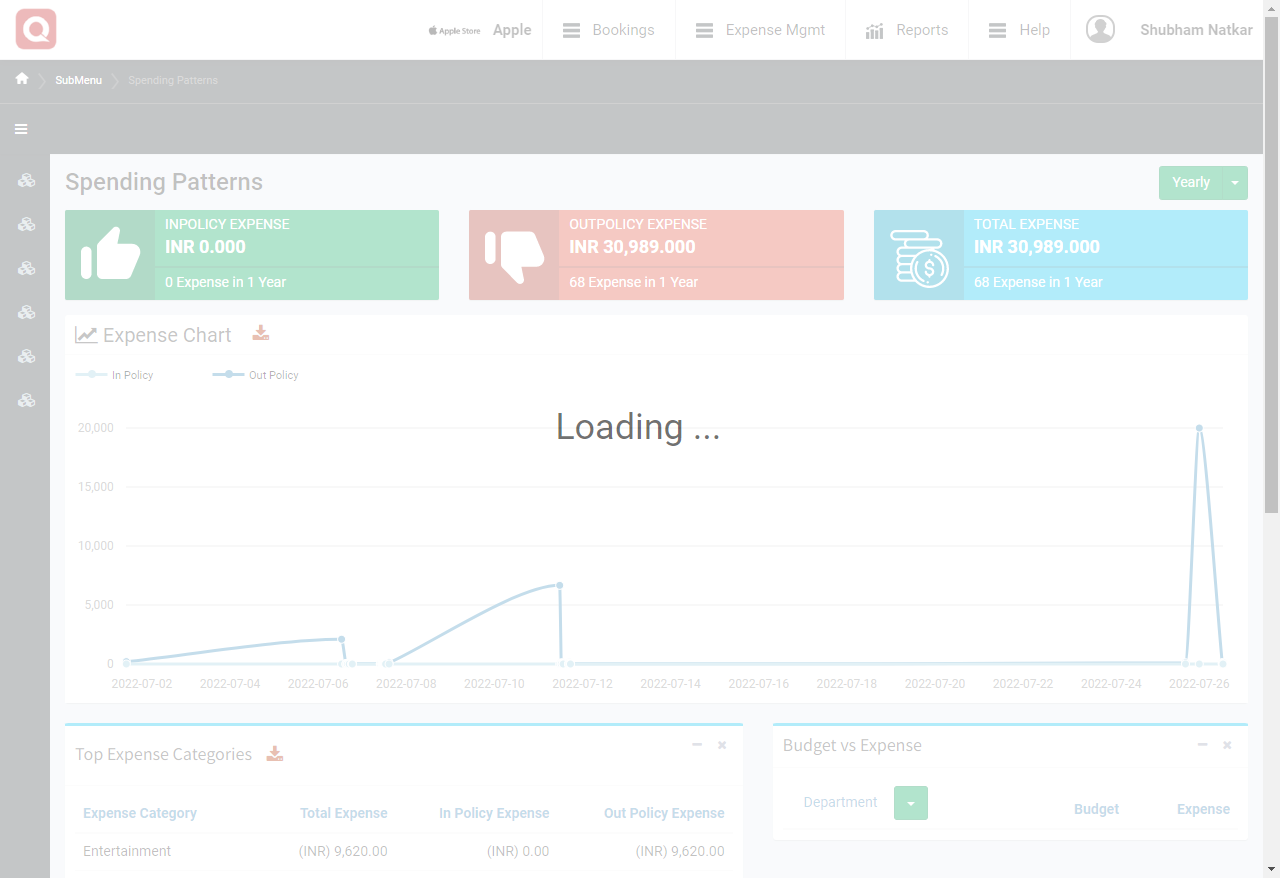 Apple Store Apple Bookings Expense Mgmt Reports Help Shubham Natkar
SubMenu Spending Patterns
Spending Patterns
Yearly
INPOLICY EXPENSE
INR 0.000
0 Expense in 1 Year
OUTPOLICY EXPENSE
INR 30,989.000
68 Expense in 1 Year
TOTAL EXPENSE
INR 30,989.000
68 Expense in 1 Year
Expense Chart
In Policy Out Policy
Loading ...
20,000
15,000
10,000
5,000
0
2022-07-02 2022-07-04 2022-07-06 2022-07-08 2022-07-10 2022-07-12 2022-07-14 2022-07-16 2022-07-18 2022-07-20 2022-07-22 2022-07-24 2022-07-26
Top Expense Categories
Expense Category Total Expense In Policy Expense Out Policy Expense
Entertainment (INR) 9,620.00 (INR) 0.00 (INR) 9,620.00
Budget vs Expense
Department Budget Expense